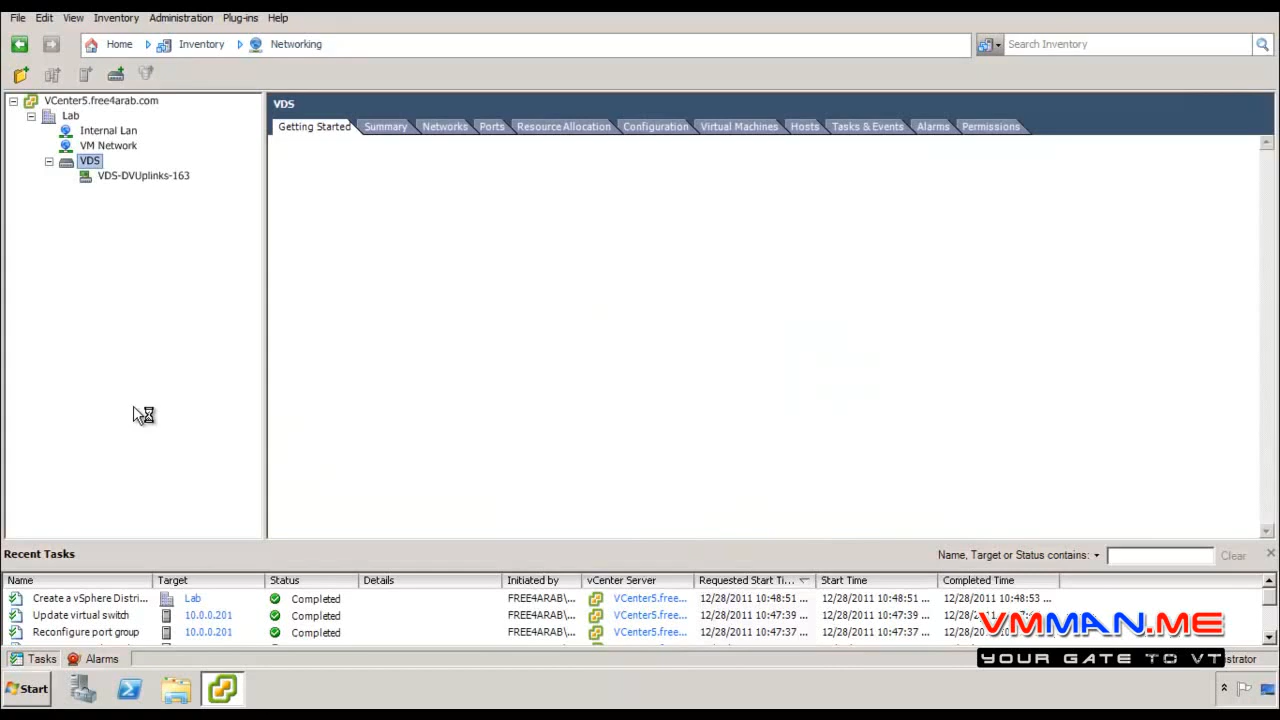 File Edit View Inventory Administration Plug-ins Help
Home Inventory Networking Search Inventory
VCenter5.free4arab.com
Lab
Internal Lan
VM Network
VDS
VDS-DVUplinks-163
VDS
Getting Started Summary Networks Ports Resource Allocation Configuration Virtual Machines Hosts Tasks & Events Alarms Permissions
Recent Tasks Name, Target or Status contains: Clear
Name Target Status Details Initiated by vCenter Server Requested Start Ti... Start Time Completed Time
Create a vSphere Distri... Lab Completed FREE4ARAB\... VCenter5.free... 12/28/2011 10:48:51 ... 12/28/2011 10:48:51 ... 12/28/2011 10:48:53 ...
Update virtual switch 10.0.0.201 Completed FREE4ARAB\... VCenter5.free... 12/28/2011 10:47:39 ... 12/28/2011 10:47:39 ...
Reconfigure port group 10.0.0.201 Completed FREE4ARAB\... VCenter5.free... 12/28/2011 10:47:37 ... 12/28/2011 10:47:37 ...
VMMAN.ME
YOUR GATE TO VT
Tasks Alarms istrator
Start